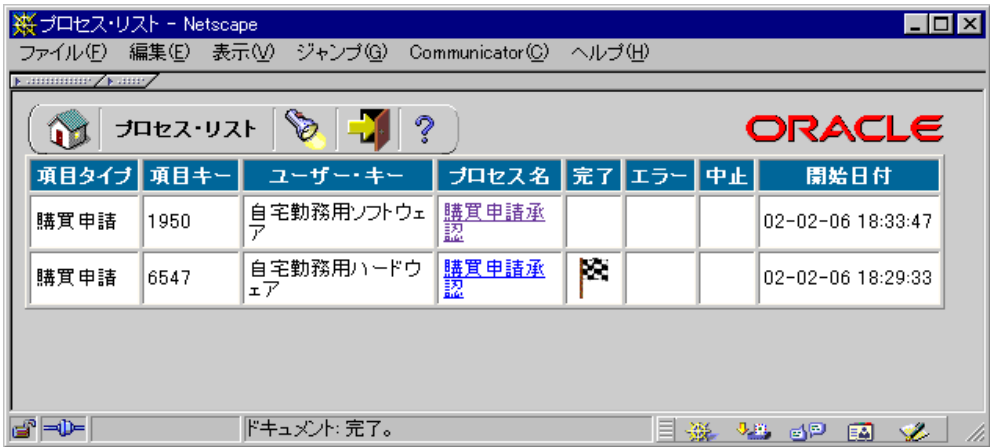 プロセス・リスト - Netscape
ファイル(F) 編集(E) 表示(V) ジャンプ(G) Communicator(C) ヘルプ(H)
プロセス・リスト ? ORACLE
項目タイプ 項目キー ユーザー・キー プロセス名 完了 エラー 中止 開始日付
購買申請 1950 自宅勤務用ソフトウェ 購買申請承 02-02-06 18:33:47
ア 認
購買申請 6547 自宅勤務用ハードウ 購買申請承 02-02-06 18:29:33
ェア 認
ドキュメント: 完了。